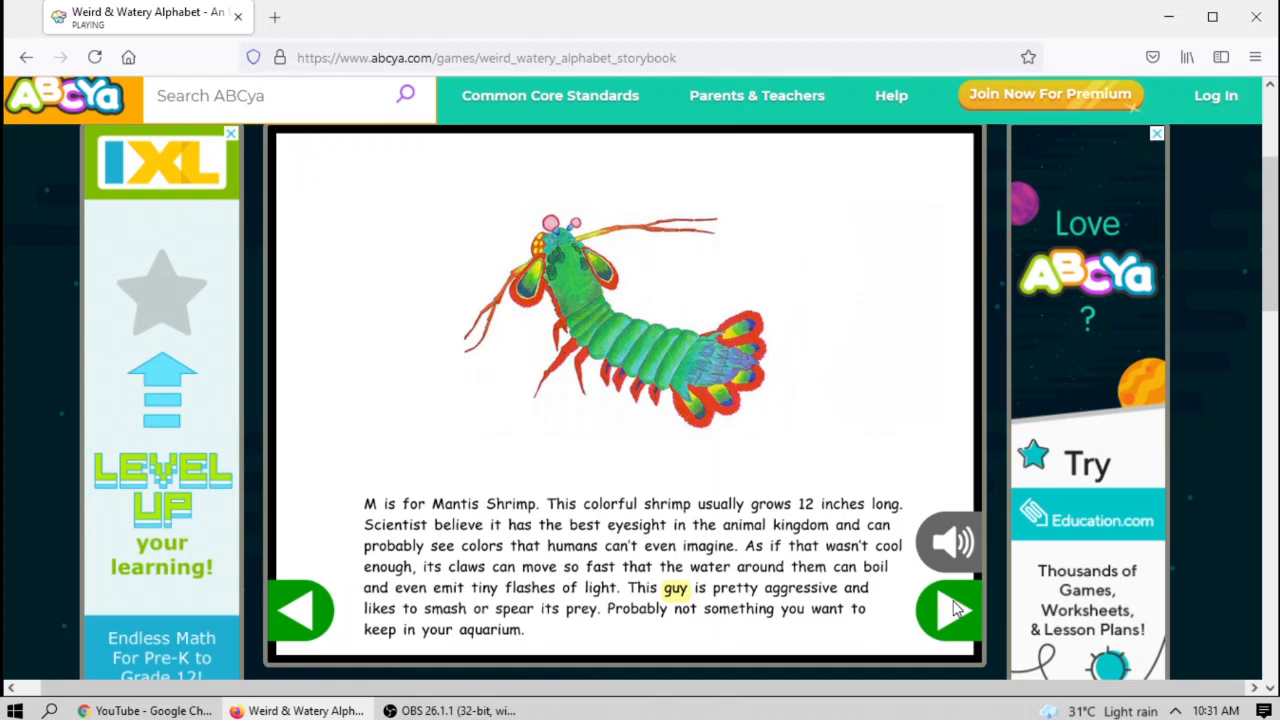 Weird & Watery Alphabet - An
PLAYING
https://www.abcya.com/games/weird_watery_alphabet_storybook
ABCYa
Search ABCya
Common Core Standards
Parents & Teachers
Help
Join Now For Premium
Log In
IXL
LEVEL
UP
your
learning!
Endless Math
For Pre-K to
Grade 12!
M is for Mantis Shrimp. This colorful shrimp usually grows 12 inches long.
Scientist believe it has the best eyesight in the animal kingdom and can
probably see colors that humans can't even imagine. As if that wasn't cool
enough, its claws can move so fast that the water around them can boil
and even emit tiny flashes of light. This guy is pretty aggressive and
likes to smash or spear its prey. Probably not something you want to
keep in your aquarium.
Love
ABCYa
?
Try
Education.com
Thousands of
Games,
Worksheets,
& Lesson Plans!
YouTube - Google Ch...
Weird & Watery Alph...
OBS 26.1.1 (32-bit, wi...
31°C Light rain
10:31 AM